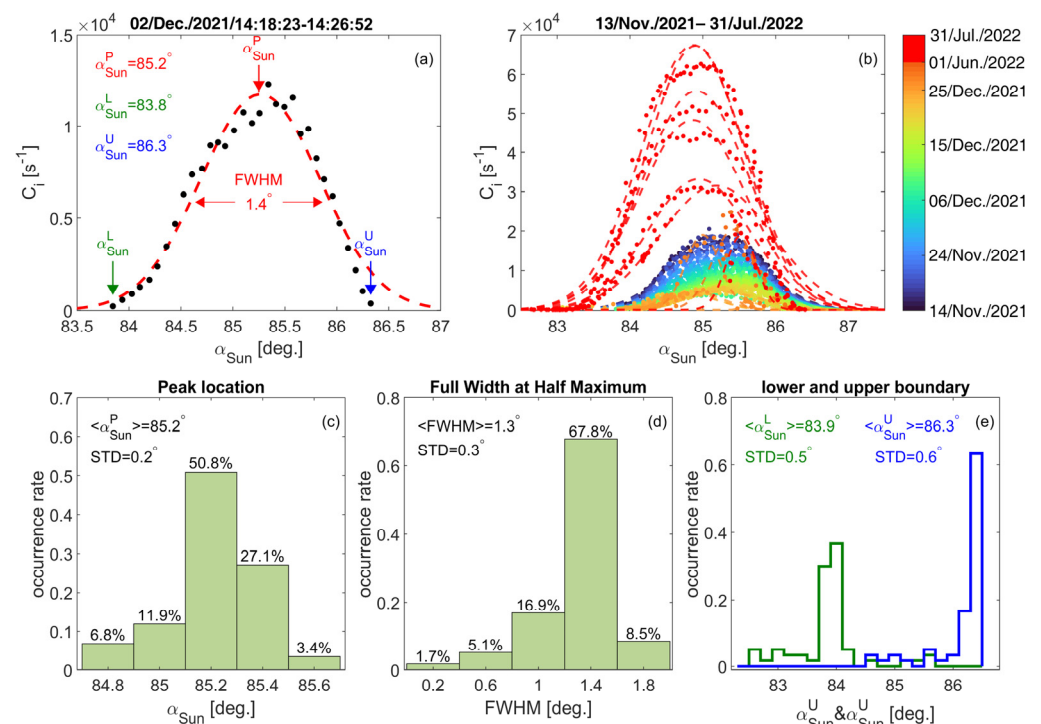 02/Dec./2021/14:18:23-14:26:52
×10⁴
(a)
α^P_Sun
α^P_Sun=85.2°
α^L_Sun=83.8°
α^U_Sun=86.3°
FWHM
1.4°
α^L_Sun
α^U_Sun
C_i [s⁻¹]
1.5
1.0
0.5
0
83.5 84 84.5 85 85.5 86 86.5 87
α_Sun [deg.]
13/Nov./2021– 31/Jul./2022
×10⁴
(b)
C_i [s⁻¹]
7
6
5
4
3
2
1
0
83 84 85 86 87
α_Sun [deg.]
31/Jul./2022
01/Jun./2022
25/Dec./2021
15/Dec./2021
06/Dec./2021
24/Nov./2021
14/Nov./2021
Peak location
(c)
<α^P_Sun>=85.2°
STD=0.2°
occurrence rate
0.7
0.6
0.5
0.4
0.3
0.2
0.1
0
6.8% 11.9% 50.8% 27.1% 3.4%
84.8 85 85.2 85.4 85.6
α_Sun [deg.]
Full Width at Half Maximum
(d)
<FWHM>=1.3°
STD=0.3°
occurrence rate
0.8
0.6
0.4
0.2
0
1.7% 5.1% 16.9% 67.8% 8.5%
0.2 0.6 1 1.4 1.8
FWHM [deg.]
lower and upper boundary
(e)
<α^L_Sun>=83.9° <α^U_Sun>=86.3°
STD=0.5° STD=0.6°
occurrence rate
0.8
0.6
0.4
0.2
0
83 84 85 86
α^U_Sun&α^U_Sun [deg.]